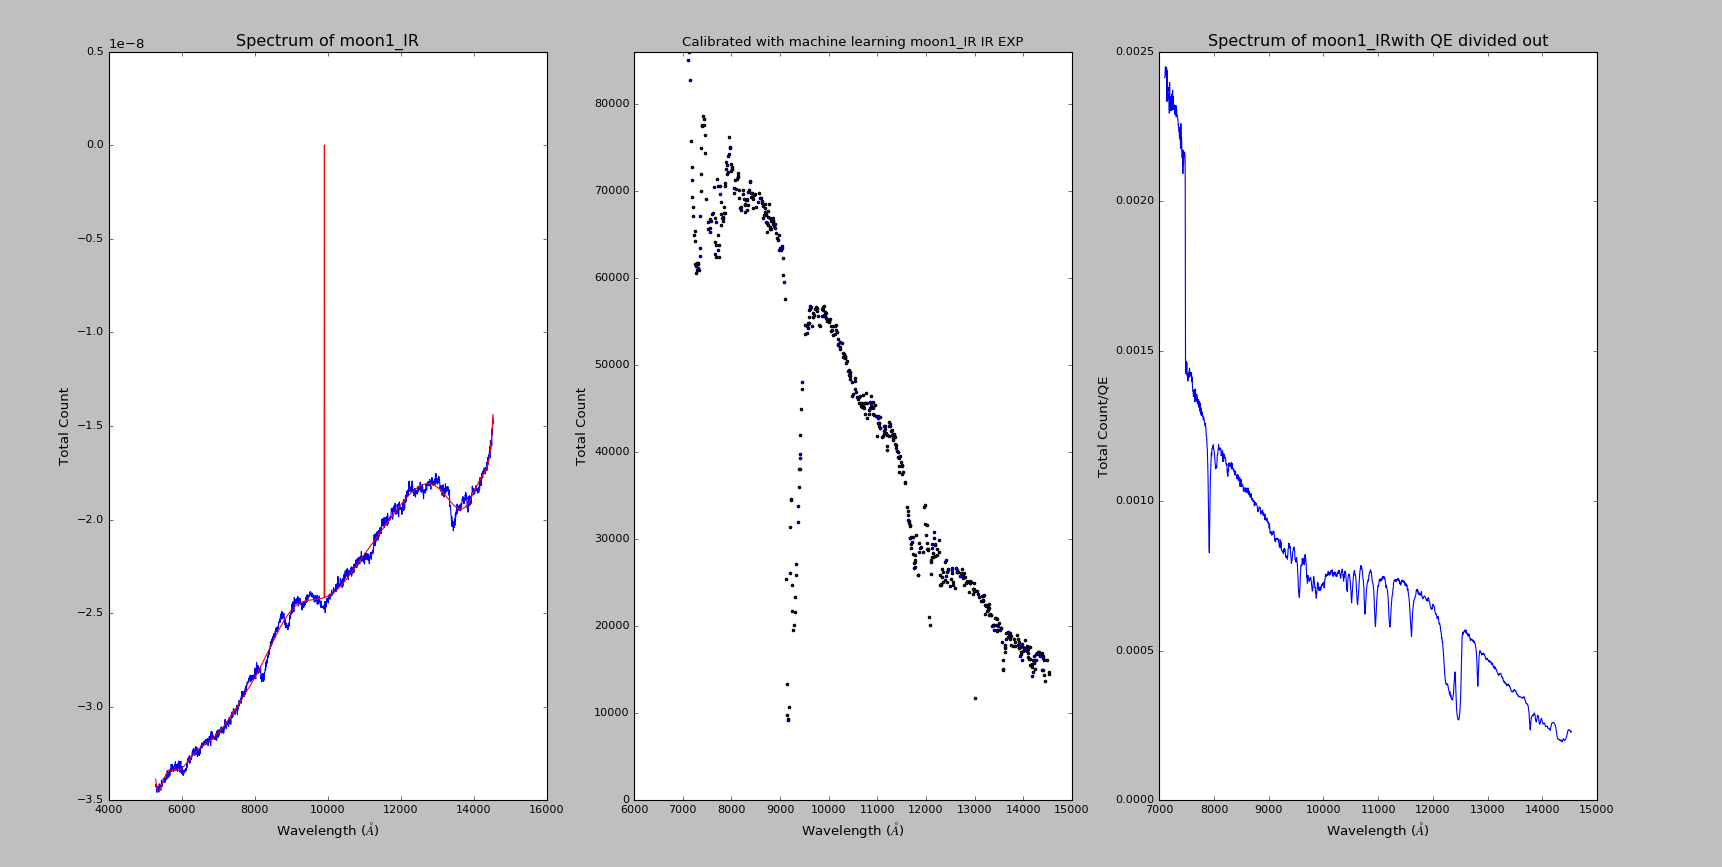 Spectrum of moon1_IR
1e−8
0.5
0.0
−0.5
−1.0
−1.5
−2.0
−2.5
−3.0
−3.5
4000 6000 8000 10000 12000 14000 16000
Wavelength (Å)
Total Count
Calibrated with machine learning moon1_IR IR EXP
80000
70000
60000
50000
40000
30000
20000
10000
0
6000 7000 8000 9000 10000 11000 12000 13000 14000 15000
Wavelength (Å)
Total Count
Spectrum of moon1_IRwith QE divided out
0.0025
0.0020
0.0015
0.0010
0.0005
0.0000
7000 8000 9000 10000 11000 12000 13000 14000 15000
Wavelength (Å)
Total Count/QE